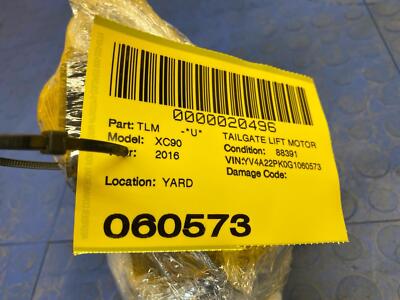 0000020496
Part: TLM -"U" TAILGATE LIFT MOTOR
Model: XC90 Condition: 88391
2016 VIN:YV4A22PK0G1060573
Location: YARD Damage Code:
060573